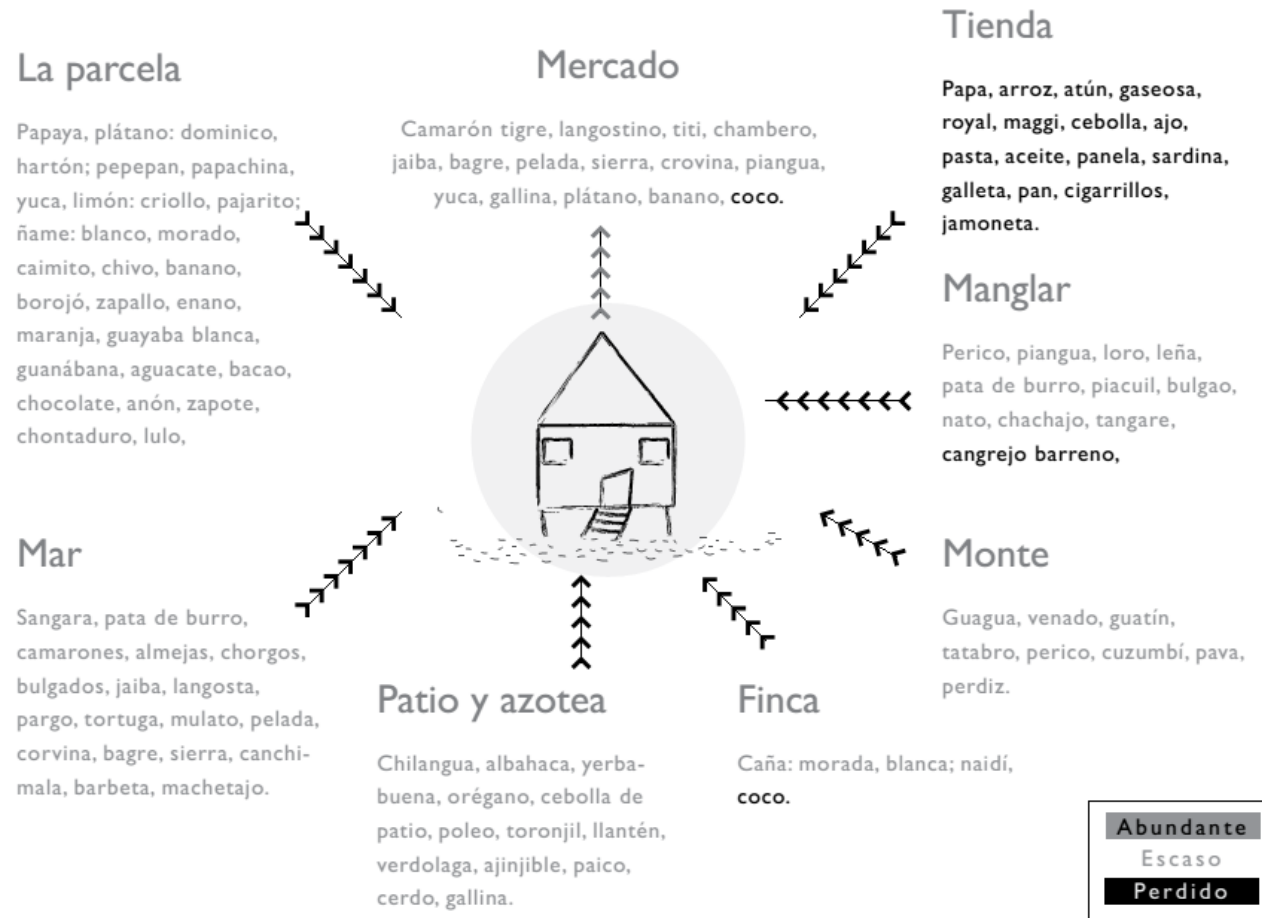 La parcela
Papaya, plátano: dominico,
hartón; pepepan, papachina,
yuca, limón: criollo, pajarito;
ñame: blanco, morado,
caimito, chivo, banano,
borojó, zapallo, enano,
maranja, guayaba blanca,
guanábana, aguacate, bacao,
chocolate, anón, zapote,
chontaduro, lulo,
Mercado
Camarón tigre, langostino, titi, chambero,
jaiba, bagre, pelada, sierra, crovina, piangua,
yuca, gallina, plátano, banano, coco.
Tienda
Papa, arroz, atún, gaseosa,
royal, maggi, cebolla, ajo,
pasta, aceite, panela, sardina,
galleta, pan, cigarrillos,
jamoneta.
Manglar
Perico, piangua, loro, leña,
pata de burro, piacuil, bulgao,
nato, chachajo, tangare,
cangrejo barreno,
Mar
Sangara, pata de burro,
camarones, almejas, chorgos,
bulgados, jaiba, langosta,
pargo, tortuga, mulato, pelada,
corvina, bagre, sierra, canchi-
mala, barbeta, machetajo.
Patio y azotea
Chilangua, albahaca, yerba-
buena, orégano, cebolla de
patio, poleo, toronjil, llantén,
verdolaga, ajinjible, paico,
cerdo, gallina.
Finca
Caña: morada, blanca; naidí,
coco.
Monte
Guagua, venado, guatín,
tatabro, perico, cuzumbí, pava,
perdiz.
Abundante
Escaso
Perdido